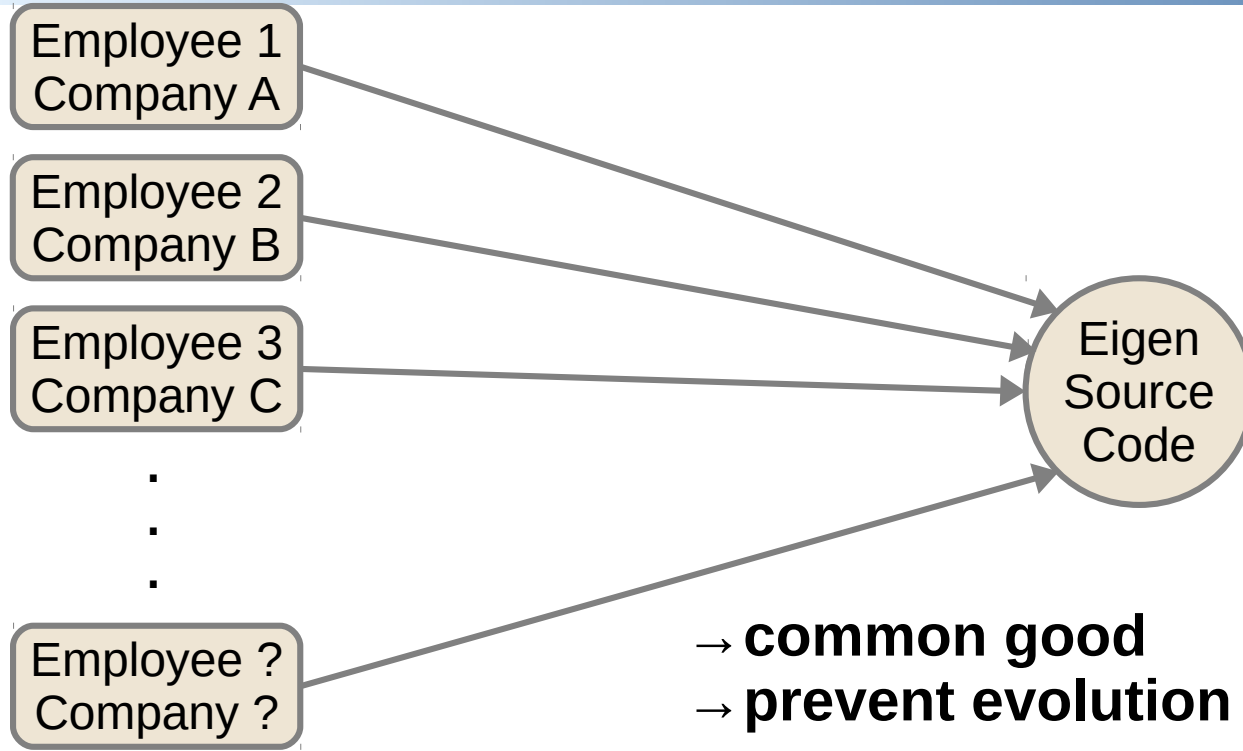 Employee 1
Company A
Employee 2
Company B
Employee 3
Company C
.
.
.
Employee ?
Company ?
Eigen
Source
Code
→common good
→prevent evolution